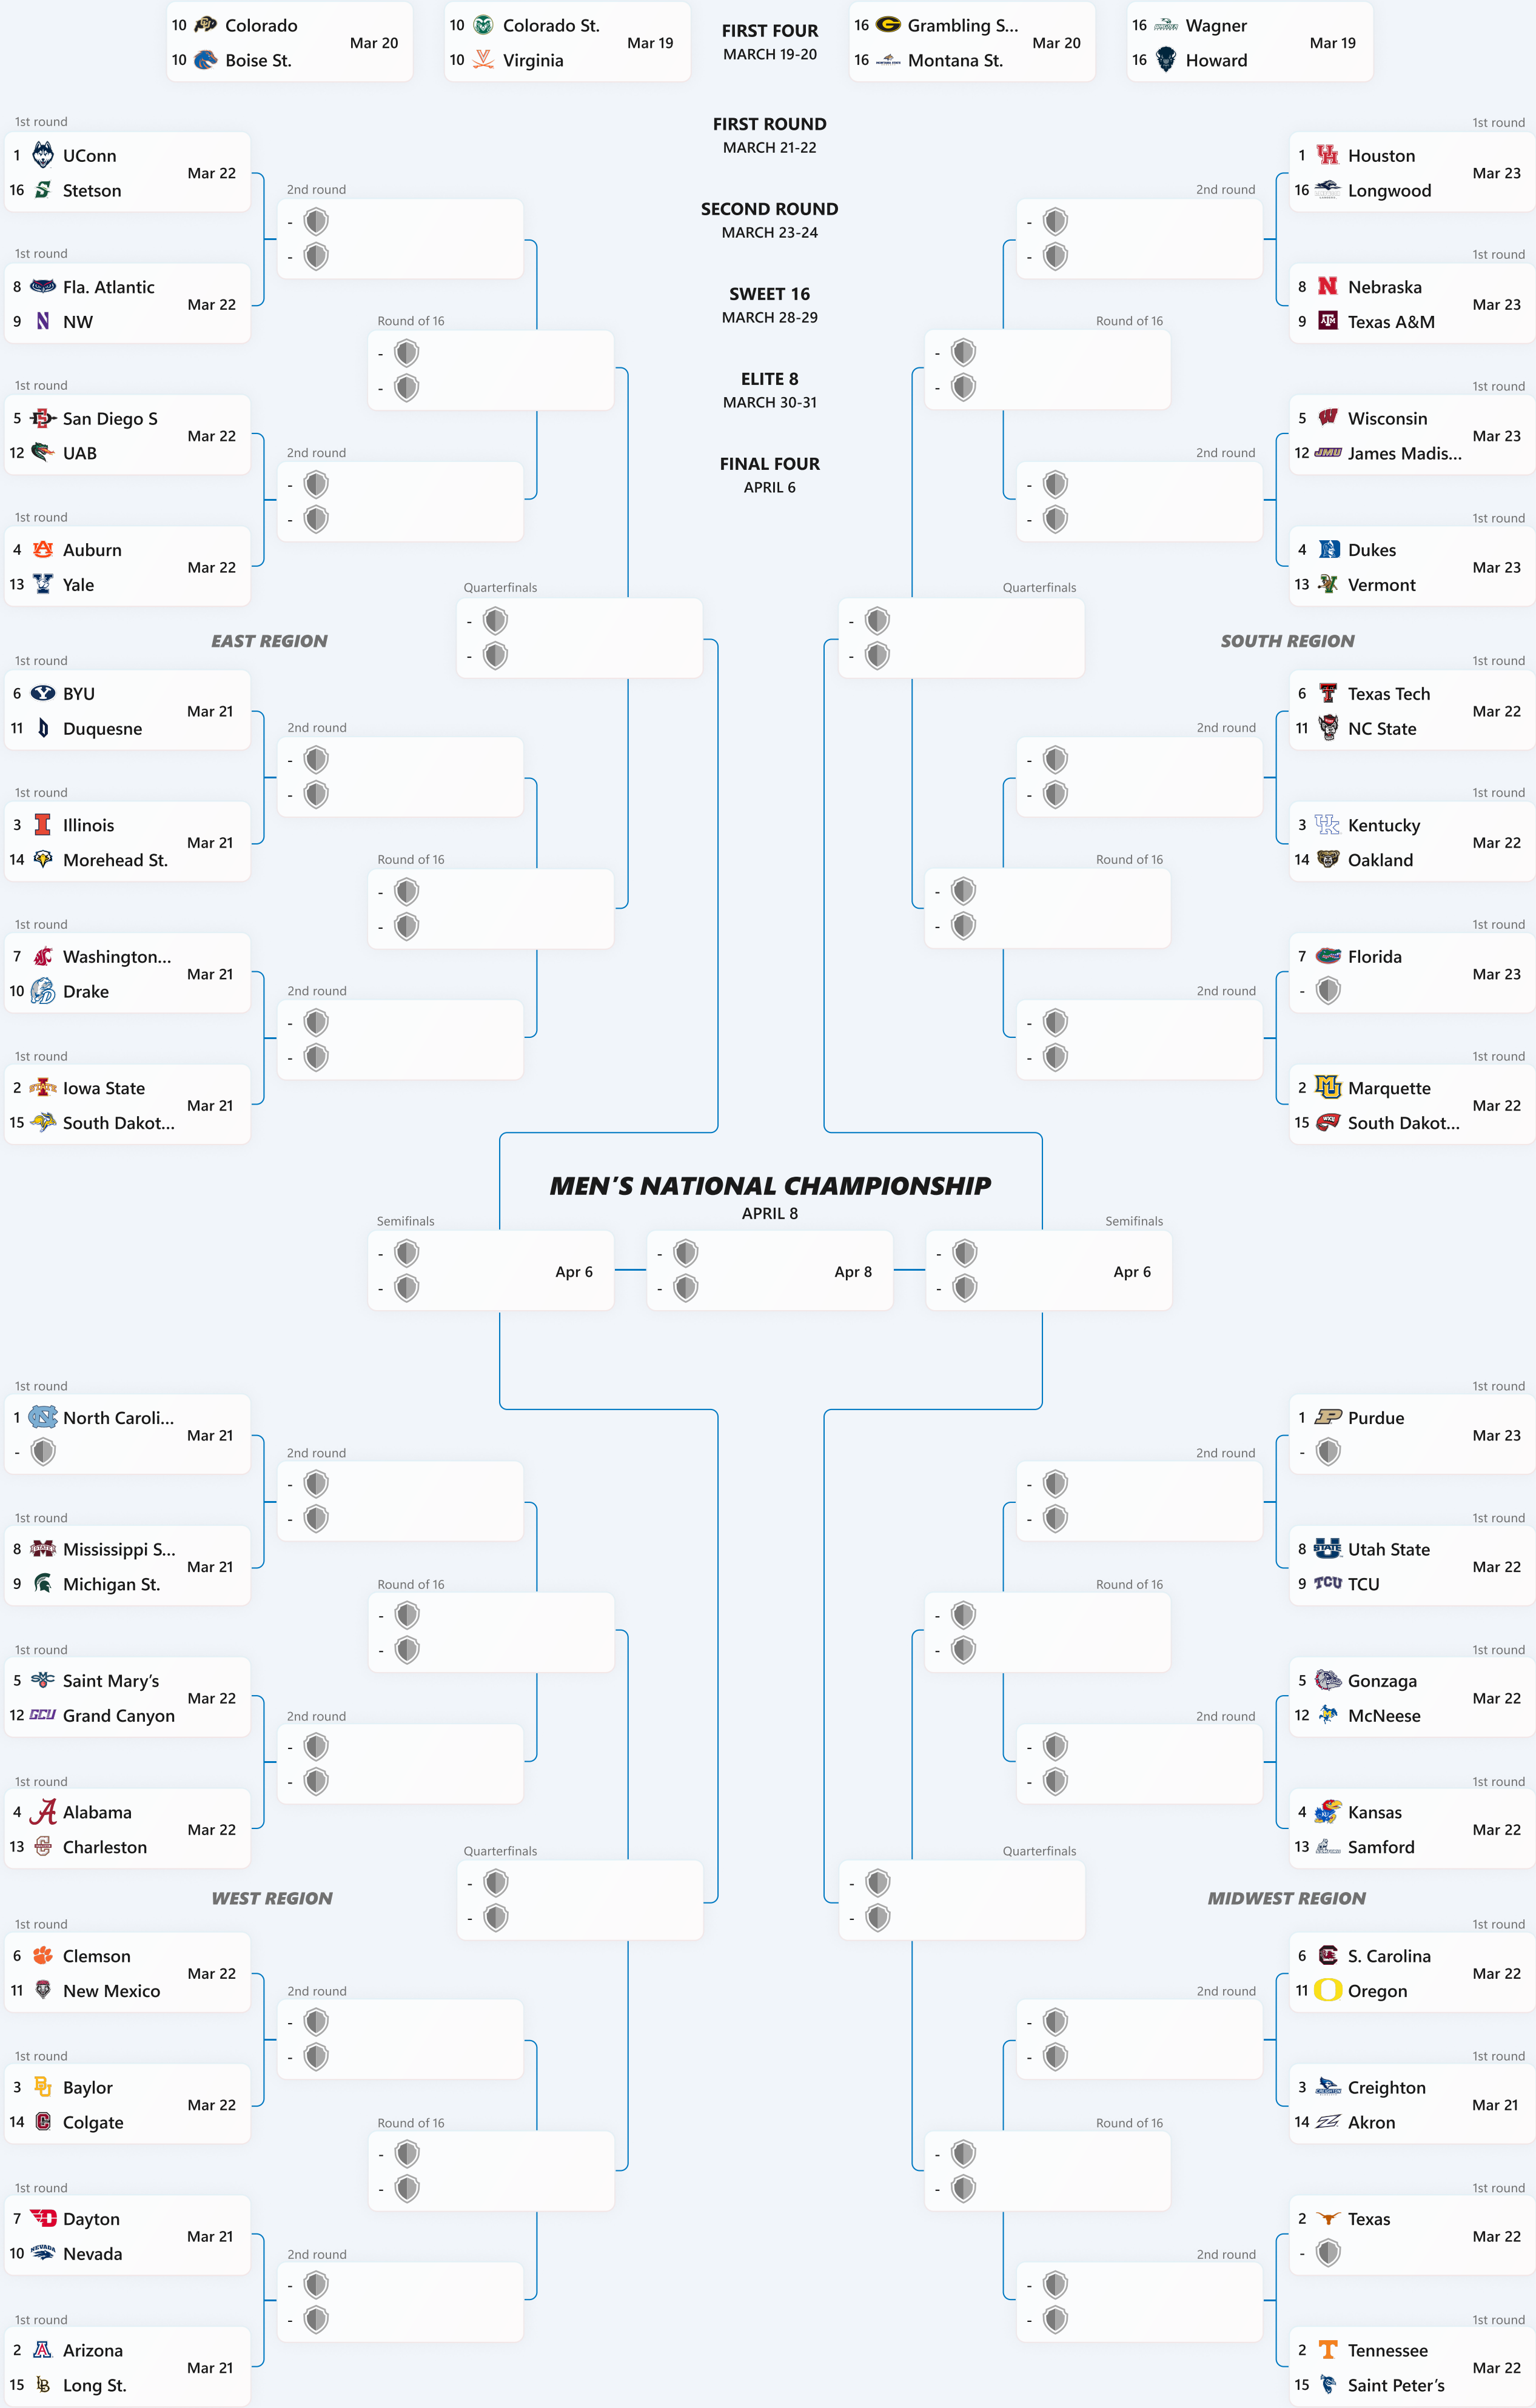 10 Colorado
10 Boise St.
Mar 20
10 Colorado St.
10 Virginia
Mar 19
FIRST FOUR
MARCH 19-20
16 Grambling S...
16 Montana St.
Mar 20
16 Wagner
16 Howard
Mar 19
FIRST ROUND
MARCH 21-22
SECOND ROUND
MARCH 23-24
SWEET 16
MARCH 28-29
ELITE 8
MARCH 30-31
FINAL FOUR
APRIL 6
1st round
1 UConn
16 Stetson
Mar 22
1st round
8 Fla. Atlantic
9 NW
Mar 22
1st round
5 San Diego S
12 UAB
Mar 22
1st round
4 Auburn
13 Yale
Mar 22
2nd round
-
-
2nd round
-
-
Round of 16
-
-
Quarterfinals
-
-
EAST REGION
1st round
6 BYU
11 Duquesne
Mar 21
1st round
3 Illinois
14 Morehead St.
Mar 21
1st round
7 Washington...
10 Drake
Mar 21
1st round
2 Iowa State
15 South Dakot...
Mar 21
2nd round
-
-
2nd round
-
-
Round of 16
-
-
1st round
1 Houston
16 Longwood
Mar 23
1st round
8 Nebraska
9 Texas A&M
Mar 23
1st round
5 Wisconsin
12 JMU James Madis...
Mar 23
1st round
4 Dukes
13 Vermont
Mar 23
2nd round
-
-
2nd round
-
-
Round of 16
-
-
Quarterfinals
-
-
SOUTH REGION
1st round
6 Texas Tech
11 NC State
Mar 22
1st round
3 Kentucky
14 Oakland
Mar 22
1st round
7 Florida
-
Mar 23
1st round
2 Marquette
15 South Dakot...
Mar 22
2nd round
-
-
2nd round
-
-
Round of 16
-
-
MEN'S NATIONAL CHAMPIONSHIP
APRIL 8
Semifinals
-
-
Apr 6
-
-
Apr 8
Semifinals
-
-
Apr 6
1st round
1 North Caroli...
-
Mar 21
1st round
8 Mississippi S...
9 Michigan St.
Mar 21
1st round
5 Saint Mary's
12 GCU Grand Canyon
Mar 22
1st round
4 Alabama
13 Charleston
Mar 22
2nd round
-
-
2nd round
-
-
Round of 16
-
-
Quarterfinals
-
-
WEST REGION
1st round
6 Clemson
11 New Mexico
Mar 22
1st round
3 Baylor
14 Colgate
Mar 22
1st round
7 Dayton
10 NEVADA Nevada
Mar 21
1st round
2 Arizona
15 Long St.
Mar 21
2nd round
-
-
2nd round
-
-
Round of 16
-
-
1st round
1 Purdue
-
Mar 23
1st round
8 Utah State
9 TCU TCU
Mar 22
1st round
5 Gonzaga
12 McNeese
Mar 22
1st round
4 Kansas
13 Samford
Mar 22
2nd round
-
-
2nd round
-
-
Round of 16
-
-
Quarterfinals
-
-
MIDWEST REGION
1st round
6 S. Carolina
11 Oregon
Mar 22
1st round
3 Creighton
14 Akron
Mar 21
1st round
2 Texas
-
Mar 22
1st round
2 Tennessee
15 Saint Peter's
Mar 22
2nd round
-
-
2nd round
-
-
Round of 16
-
-